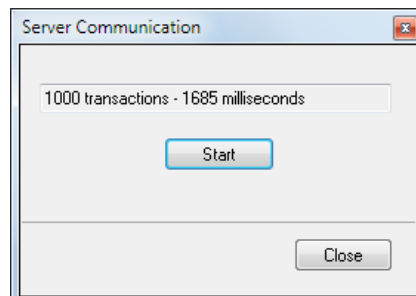 Server Communication
1000 transactions - 1685 milliseconds
Start
Close